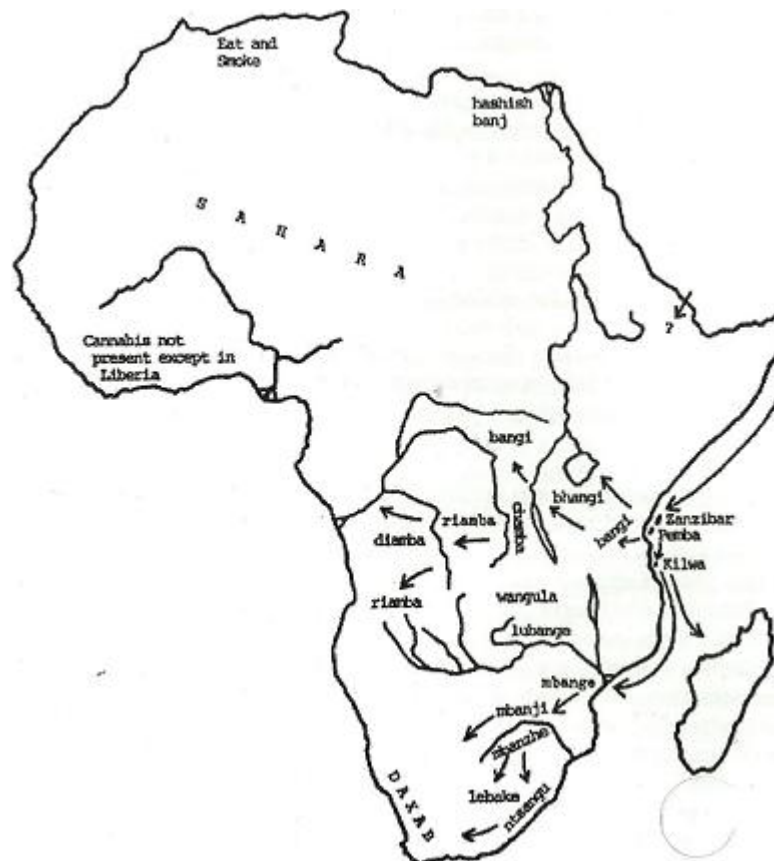 Eat and
Smoke
hashish
banj
S A H A R A
?
Cannabis not
present except in
Liberia
bangi
bhangi
bangi
Zanzibar
Pemba
Kilwa
chamba
riamba
diamba
riamba
wangula
lubange
mbange
mbanji
mbanzhe
lebake
ntsangu
D A X A B